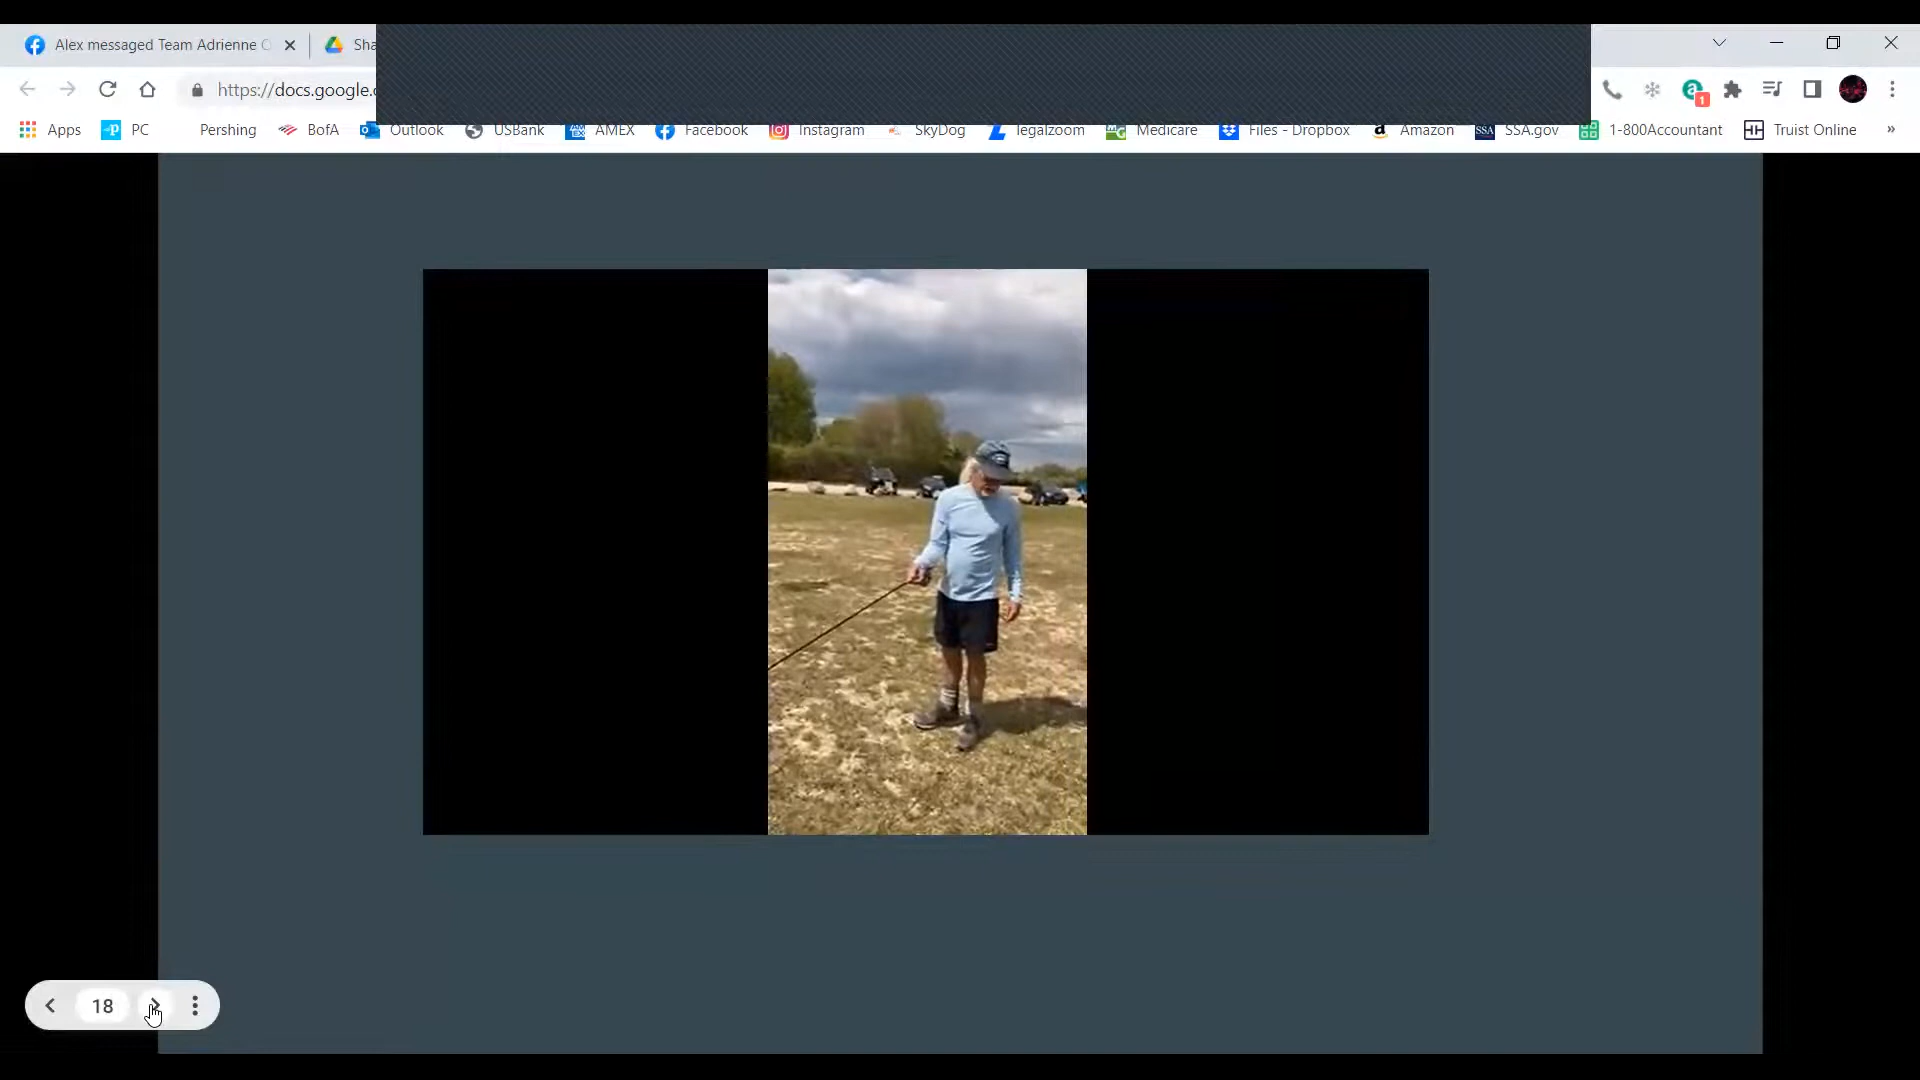 Alex messaged Team Adrienne
Sha
https://docs.google.c
1
Apps PC Pershing BofA Outlook USBank AMEX Facebook Instagram SkyDog legalzoom Medicare Files - Dropbox Amazon SSA.gov 1-800Accountant Truist Online »
18